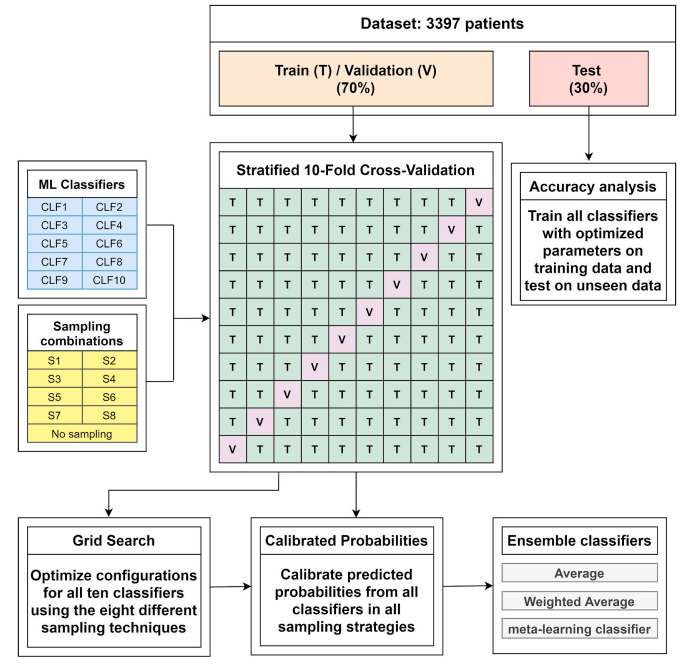 Dataset: 3397 patients
Train (T) / Validation (V)
(70%)
Test
(30%)
ML Classifiers
CLF1 CLF2
CLF3 CLF4
CLF5 CLF6
CLF7 CLF8
CLF9 CLF10
Sampling
combinations
S1 S2
S3 S4
S5 S6
S7 S8
No sampling
Stratified 10-Fold Cross-Validation
T T T T T T T T T V
T T T T T T T T V T
T T T T T T T V T T
T T T T T T V T T T
T T T T T V T T T T
T T T T V T T T T T
T T T V T T T T T T
T T V T T T T T T T
T V T T T T T T T T
V T T T T T T T T T
Accuracy analysis
Train all classifiers
with optimized
parameters on
training data and
test on unseen data
Grid Search
Optimize configurations
for all ten classifiers
using the eight different
sampling techniques
Calibrated Probabilities
Calibrate predicted
probabilities from all
classifiers in all
sampling strategies
Ensemble classifiers
Average
Weighted Average
meta-learning classifier